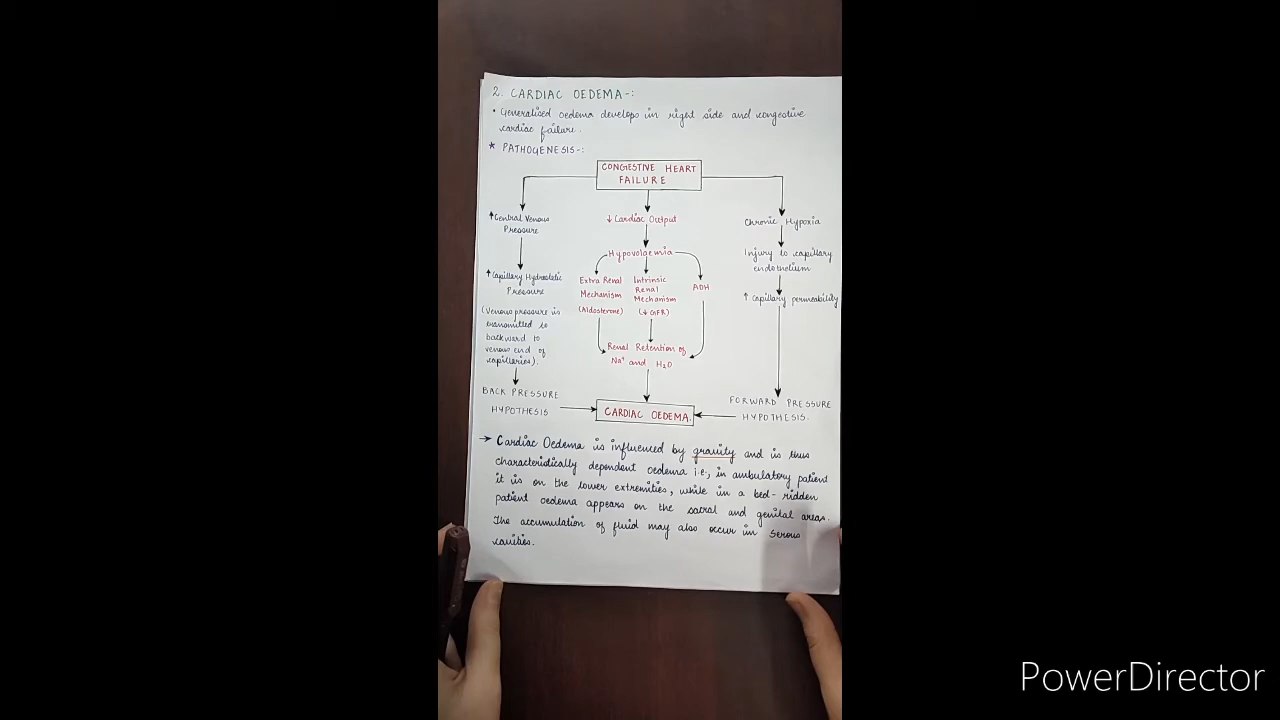 2. CARDIAC OEDEMA-:
• Generalised oedema develops in right side and congestive
cardiac failure.
* PATHOGENESIS-:
CONGESTIVE HEART
FAILURE
↑Central Venous
Pressure
↑Capillary Hydrostatic
Pressure
(Venous pressure is
transmitted to
backward to
venous end of
capillaries).
BACK PRESSURE
HYPOTHESIS
↓ Cardiac Output
Hypovolgemia
Extra Renal
Mechanism
(Aldosterone)
Intrinsic
Renal
Mechanism
(↓ GFR)
ADH
Renal Retention of
Na⁺ and H₂O
CARDIAC OEDEMA.
Chronic Hypoxia
Injury to capillary
endothelium
↑ Capillary permeability
FORWARD PRESSURE
HYPOTHESIS.
→ Cardiac Oedema is influenced by gravity and is thus
characteristically dependent oedema i.e., in ambulatory patient
it is on the lower extremities, while in a bed-ridden
patient oedema appears on the sacral and genital areas.
The accumulation of fluid may also occur in serous
cavities.
PowerDirector